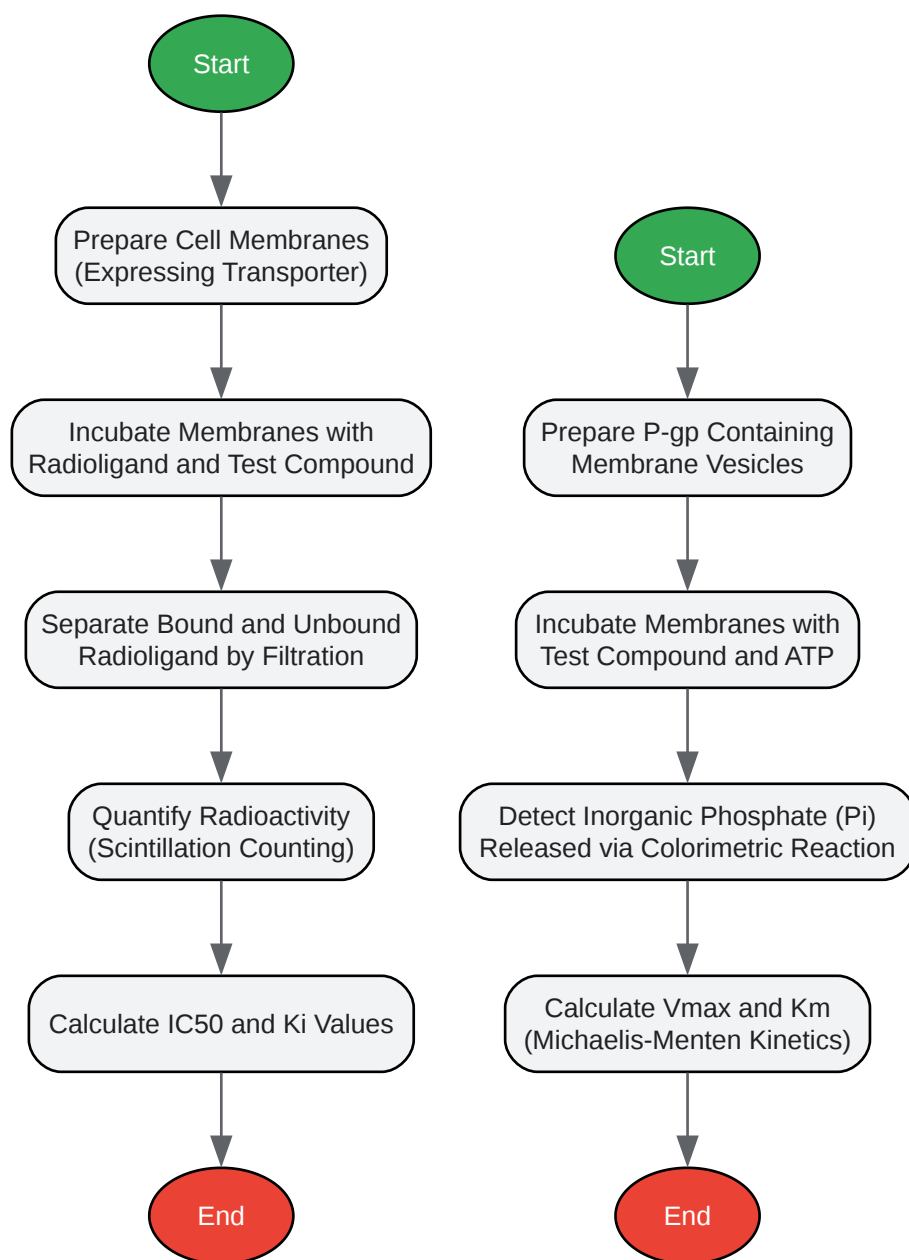 Start
Prepare Cell Membranes
(Expressing Transporter)
Incubate Membranes with
Radioligand and Test Compound
Separate Bound and Unbound
Radioligand by Filtration
Quantify Radioactivity
(Scintillation Counting)
Calculate IC50 and Ki Values
End
Start
Prepare P-gp Containing
Membrane Vesicles
Incubate Membranes with
Test Compound and ATP
Detect Inorganic Phosphate (Pi)
Released via Colorimetric Reaction
Calculate Vmax and Km
(Michaelis-Menten Kinetics)
End